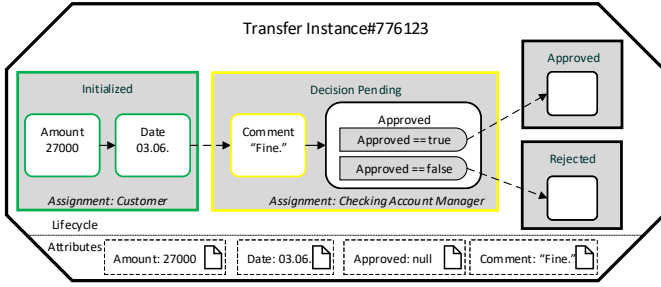 Transfer Instance#776123
Initialized
Amount
27000
Date
03.06.
Assignment: Customer
Decision Pending
Comment
“Fine.”
Approved
Approved == true
Approved == false
Assignment: Checking Account Manager
Approved
Rejected
Lifecycle
Attributes
Amount: 27000
Date: 03.06.
Approved: null
Comment: “Fine.”